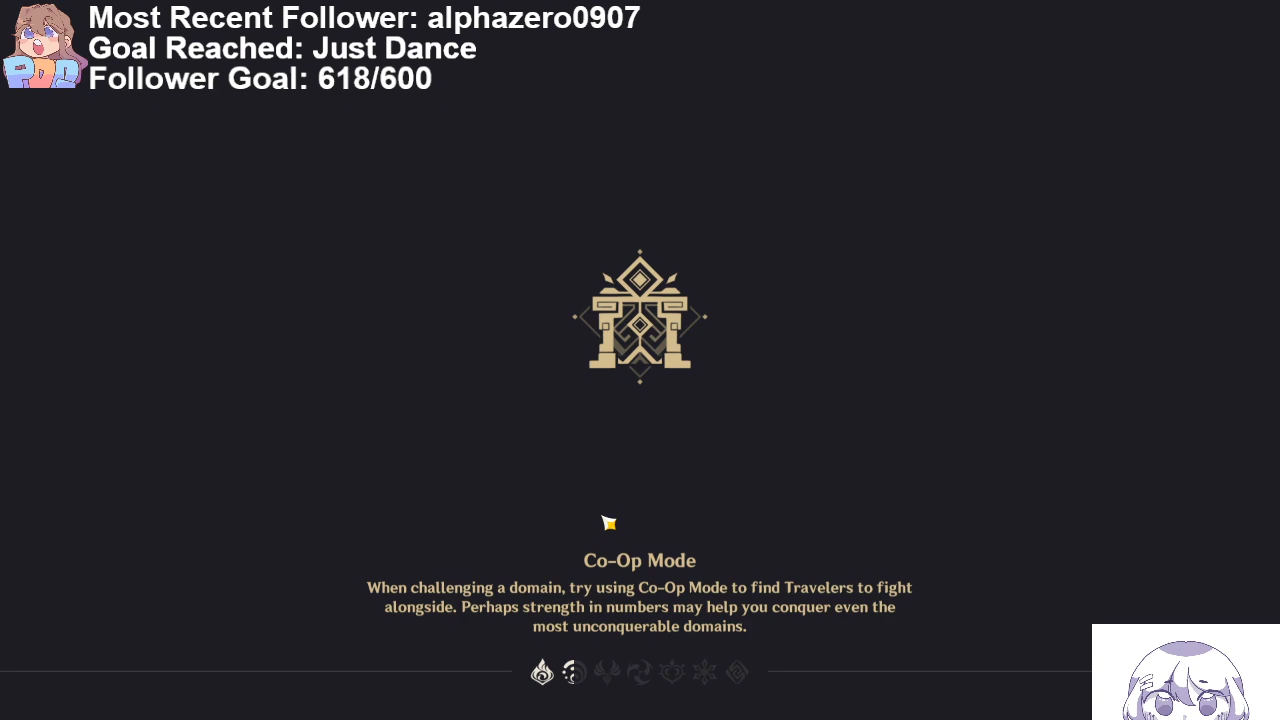 Most Recent Follower: alphazero0907
Goal Reached: Just Dance
Follower Goal: 618/600
POG
Co-Op Mode
When challenging a domain, try using Co-Op Mode to find Travelers to fight
alongside. Perhaps strength in numbers may help you conquer even the
most unconquerable domains.